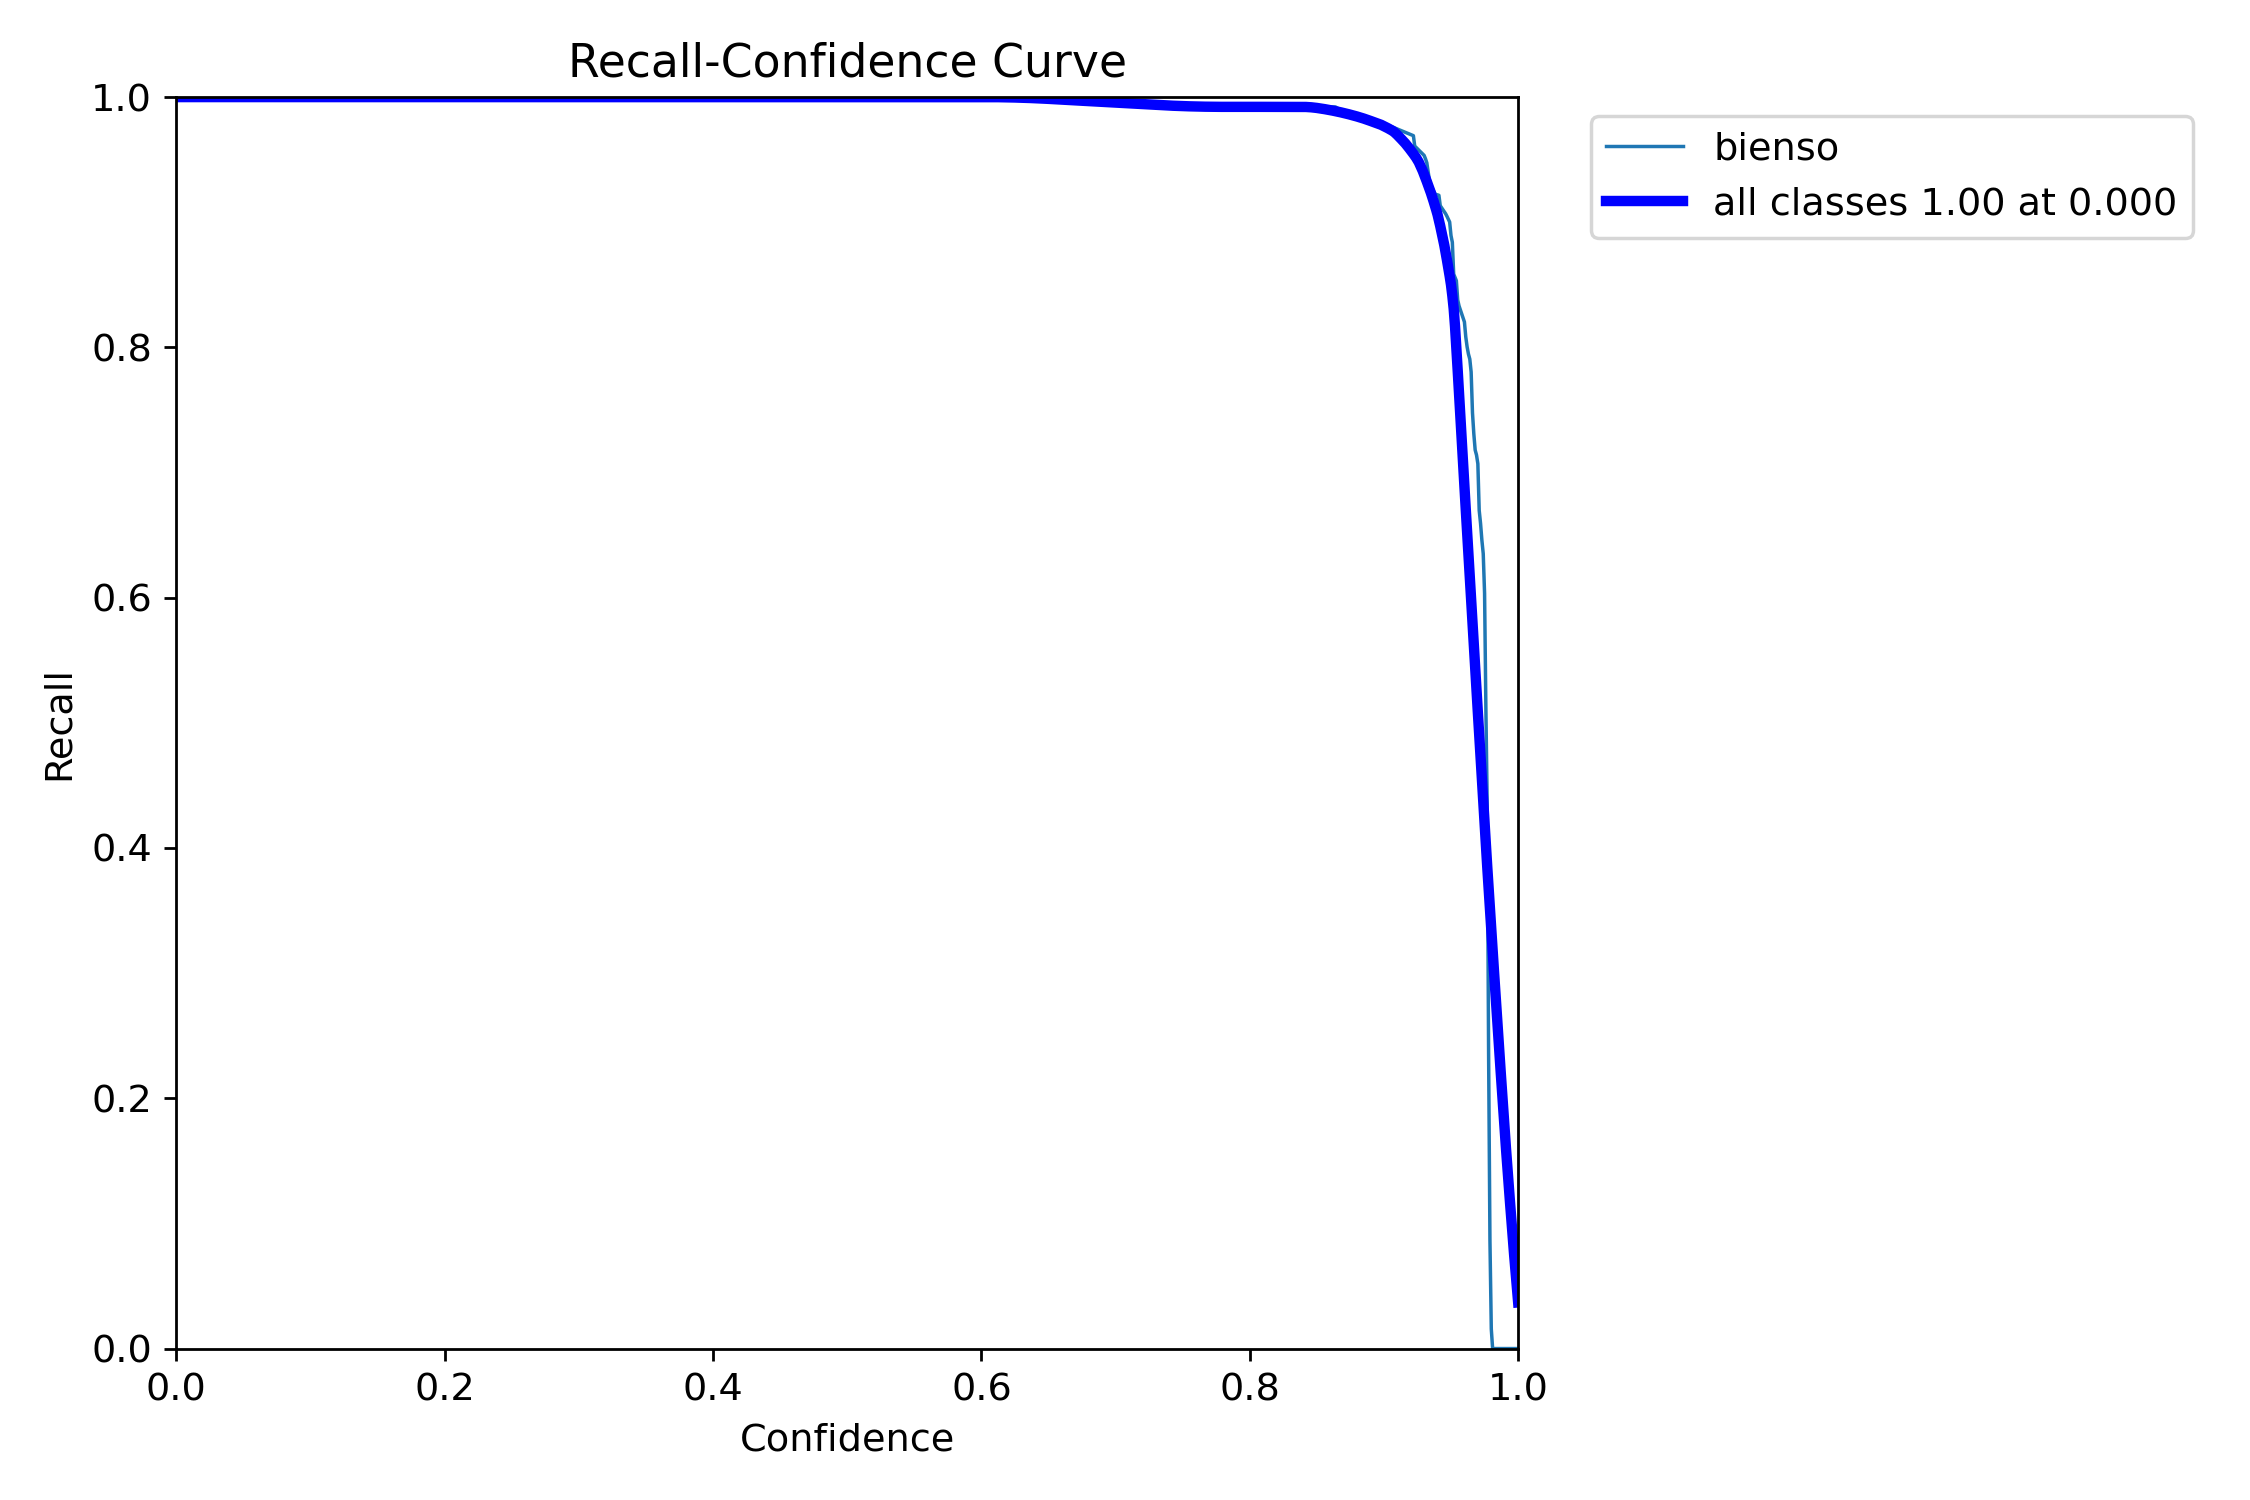 Recall-Confidence Curve
bienso
all classes 1.00 at 0.000
Recall
1.0
0.8
0.6
0.4
0.2
0.0
0.0 0.2 0.4 0.6 0.8 1.0
Confidence